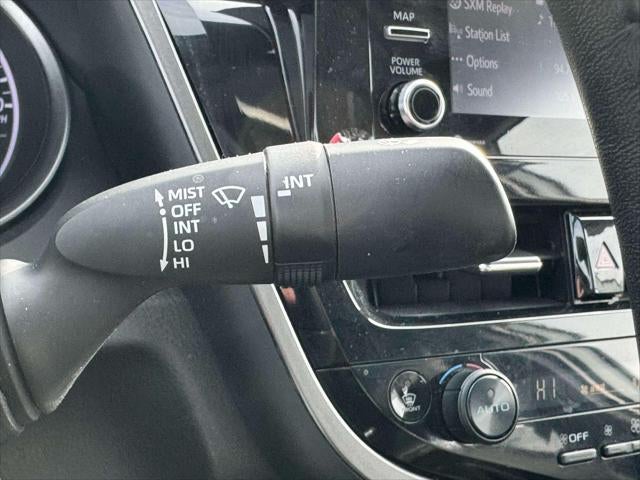 MAP
SXM Replay
Station List
Options
Sound
POWER
VOLUME
MIST
OFF
INT
LO
HI
INT
FRONT
AUTO
HI
OFF